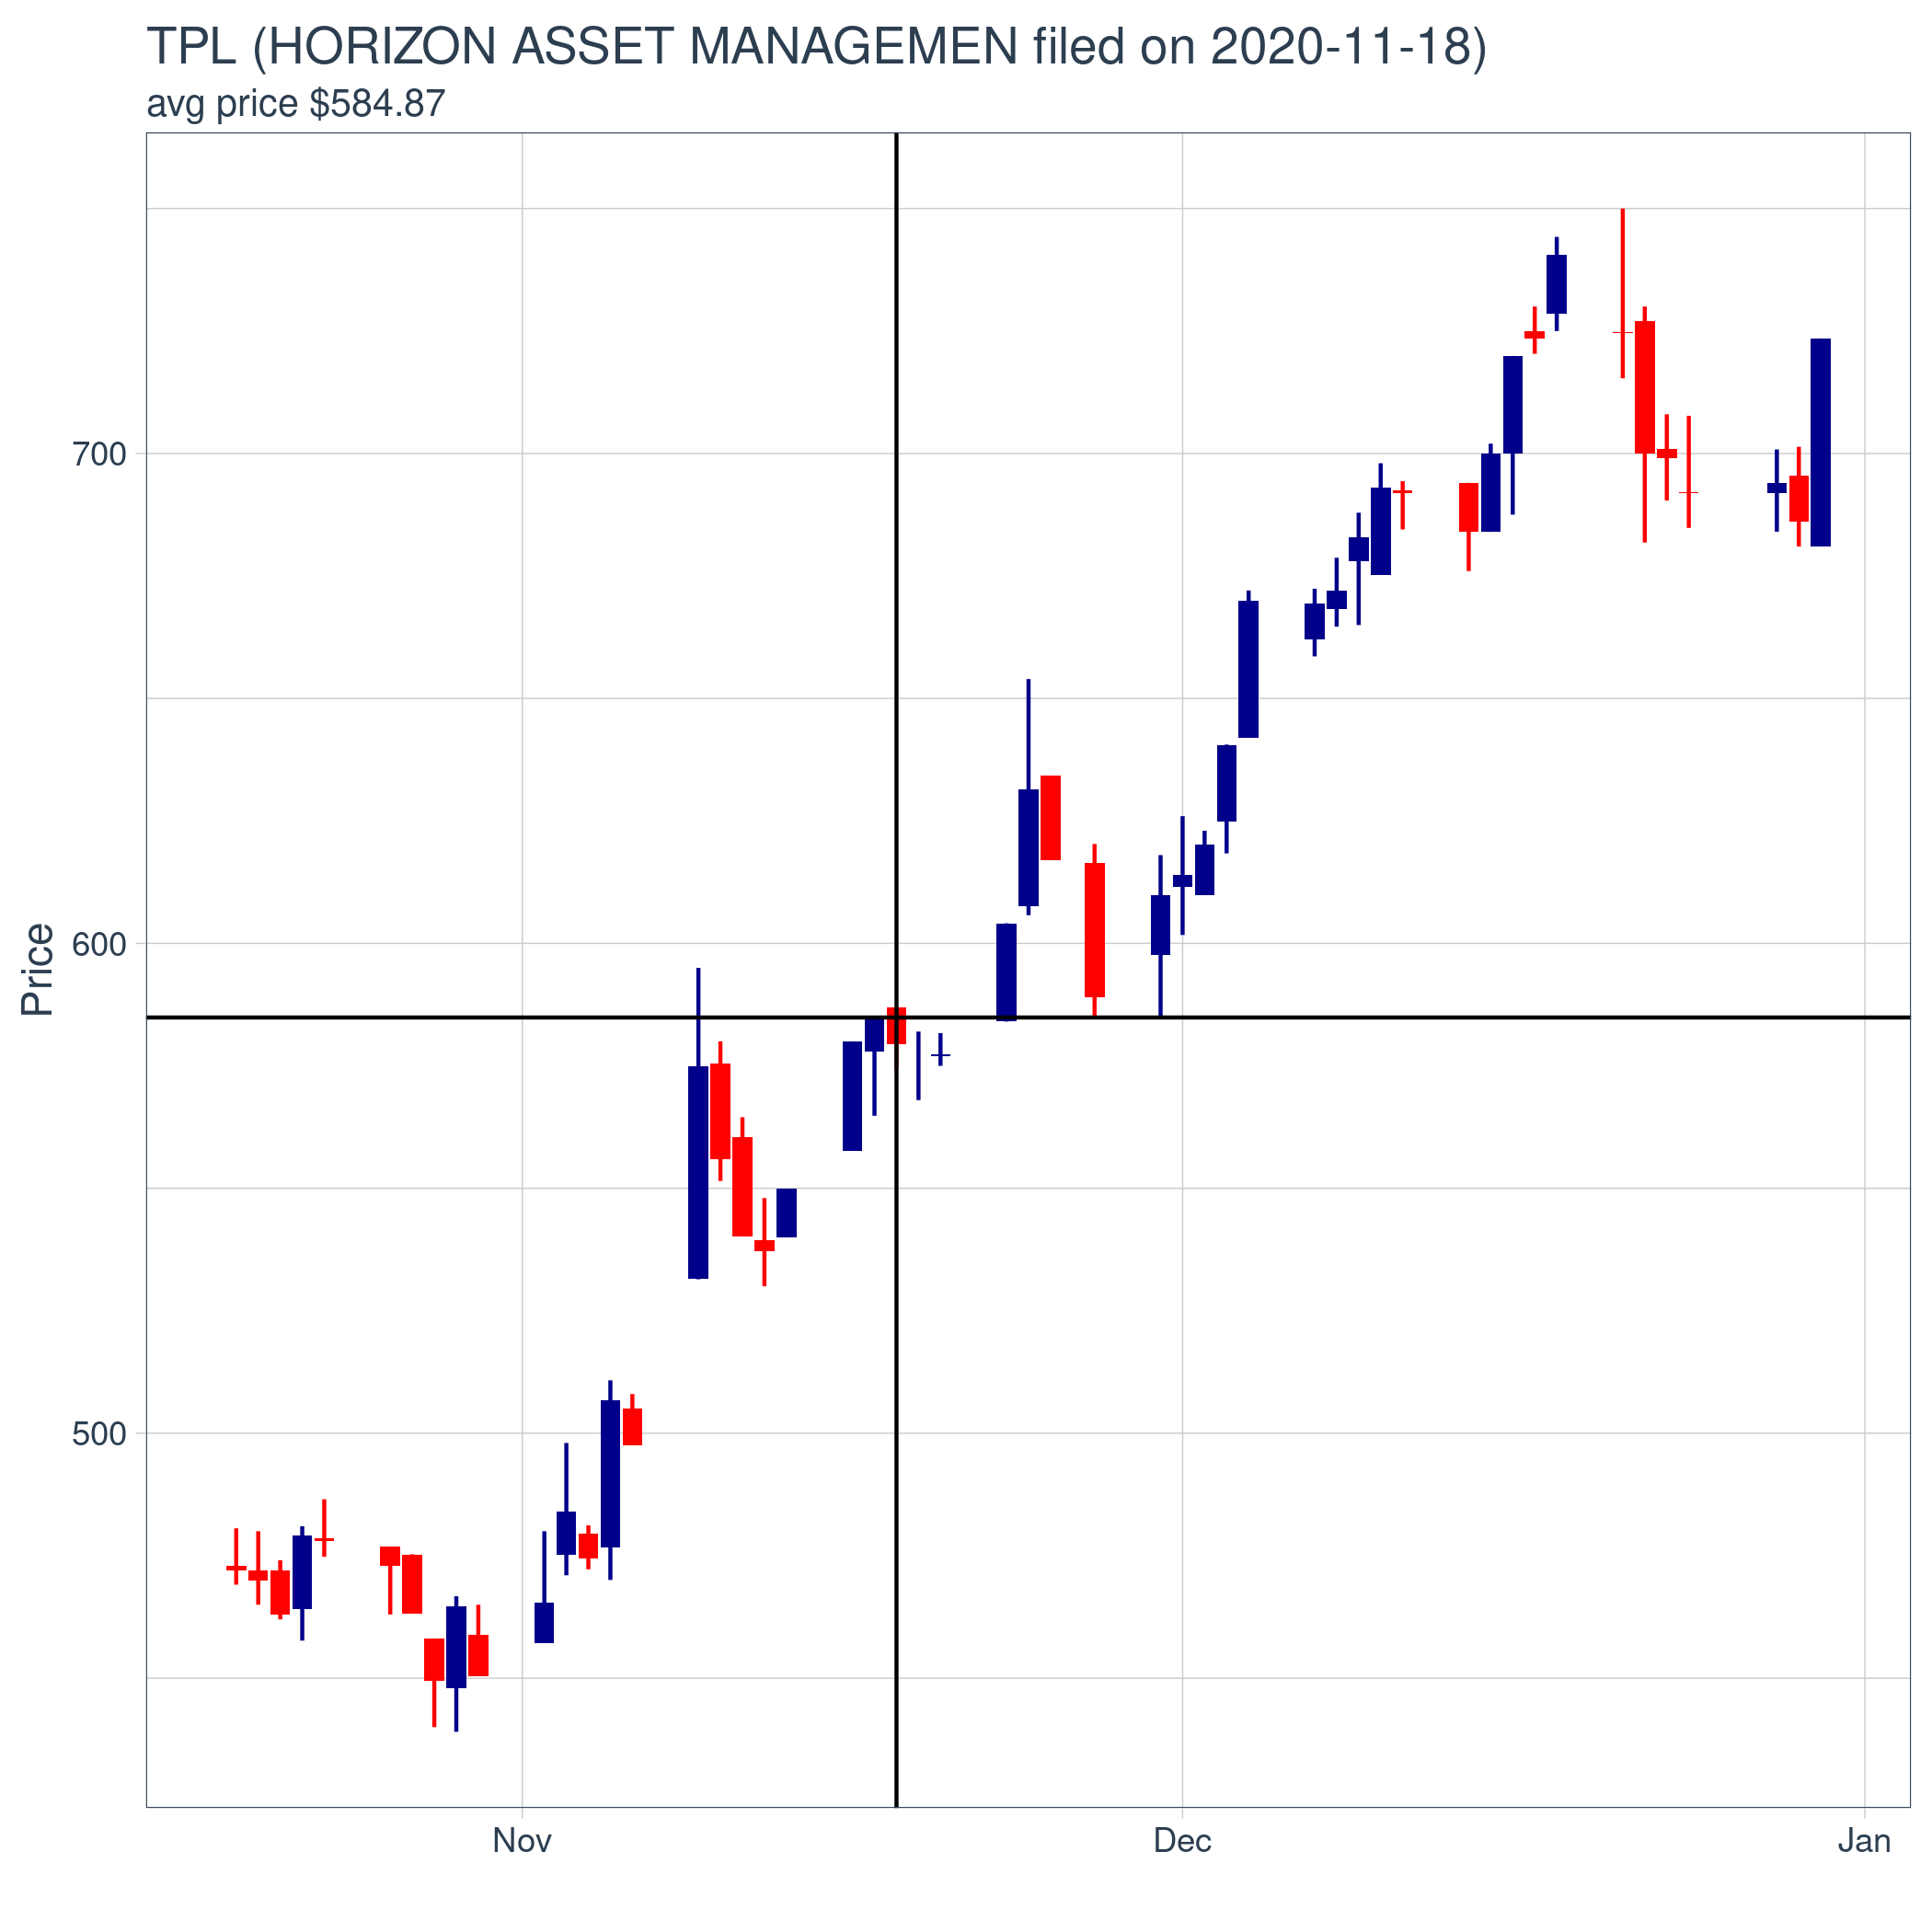 TPL (HORIZON ASSET MANAGEMEN filed on 2020-11-18)
avg price $584.87
Price
700
600
500
Nov
Dec
Jan